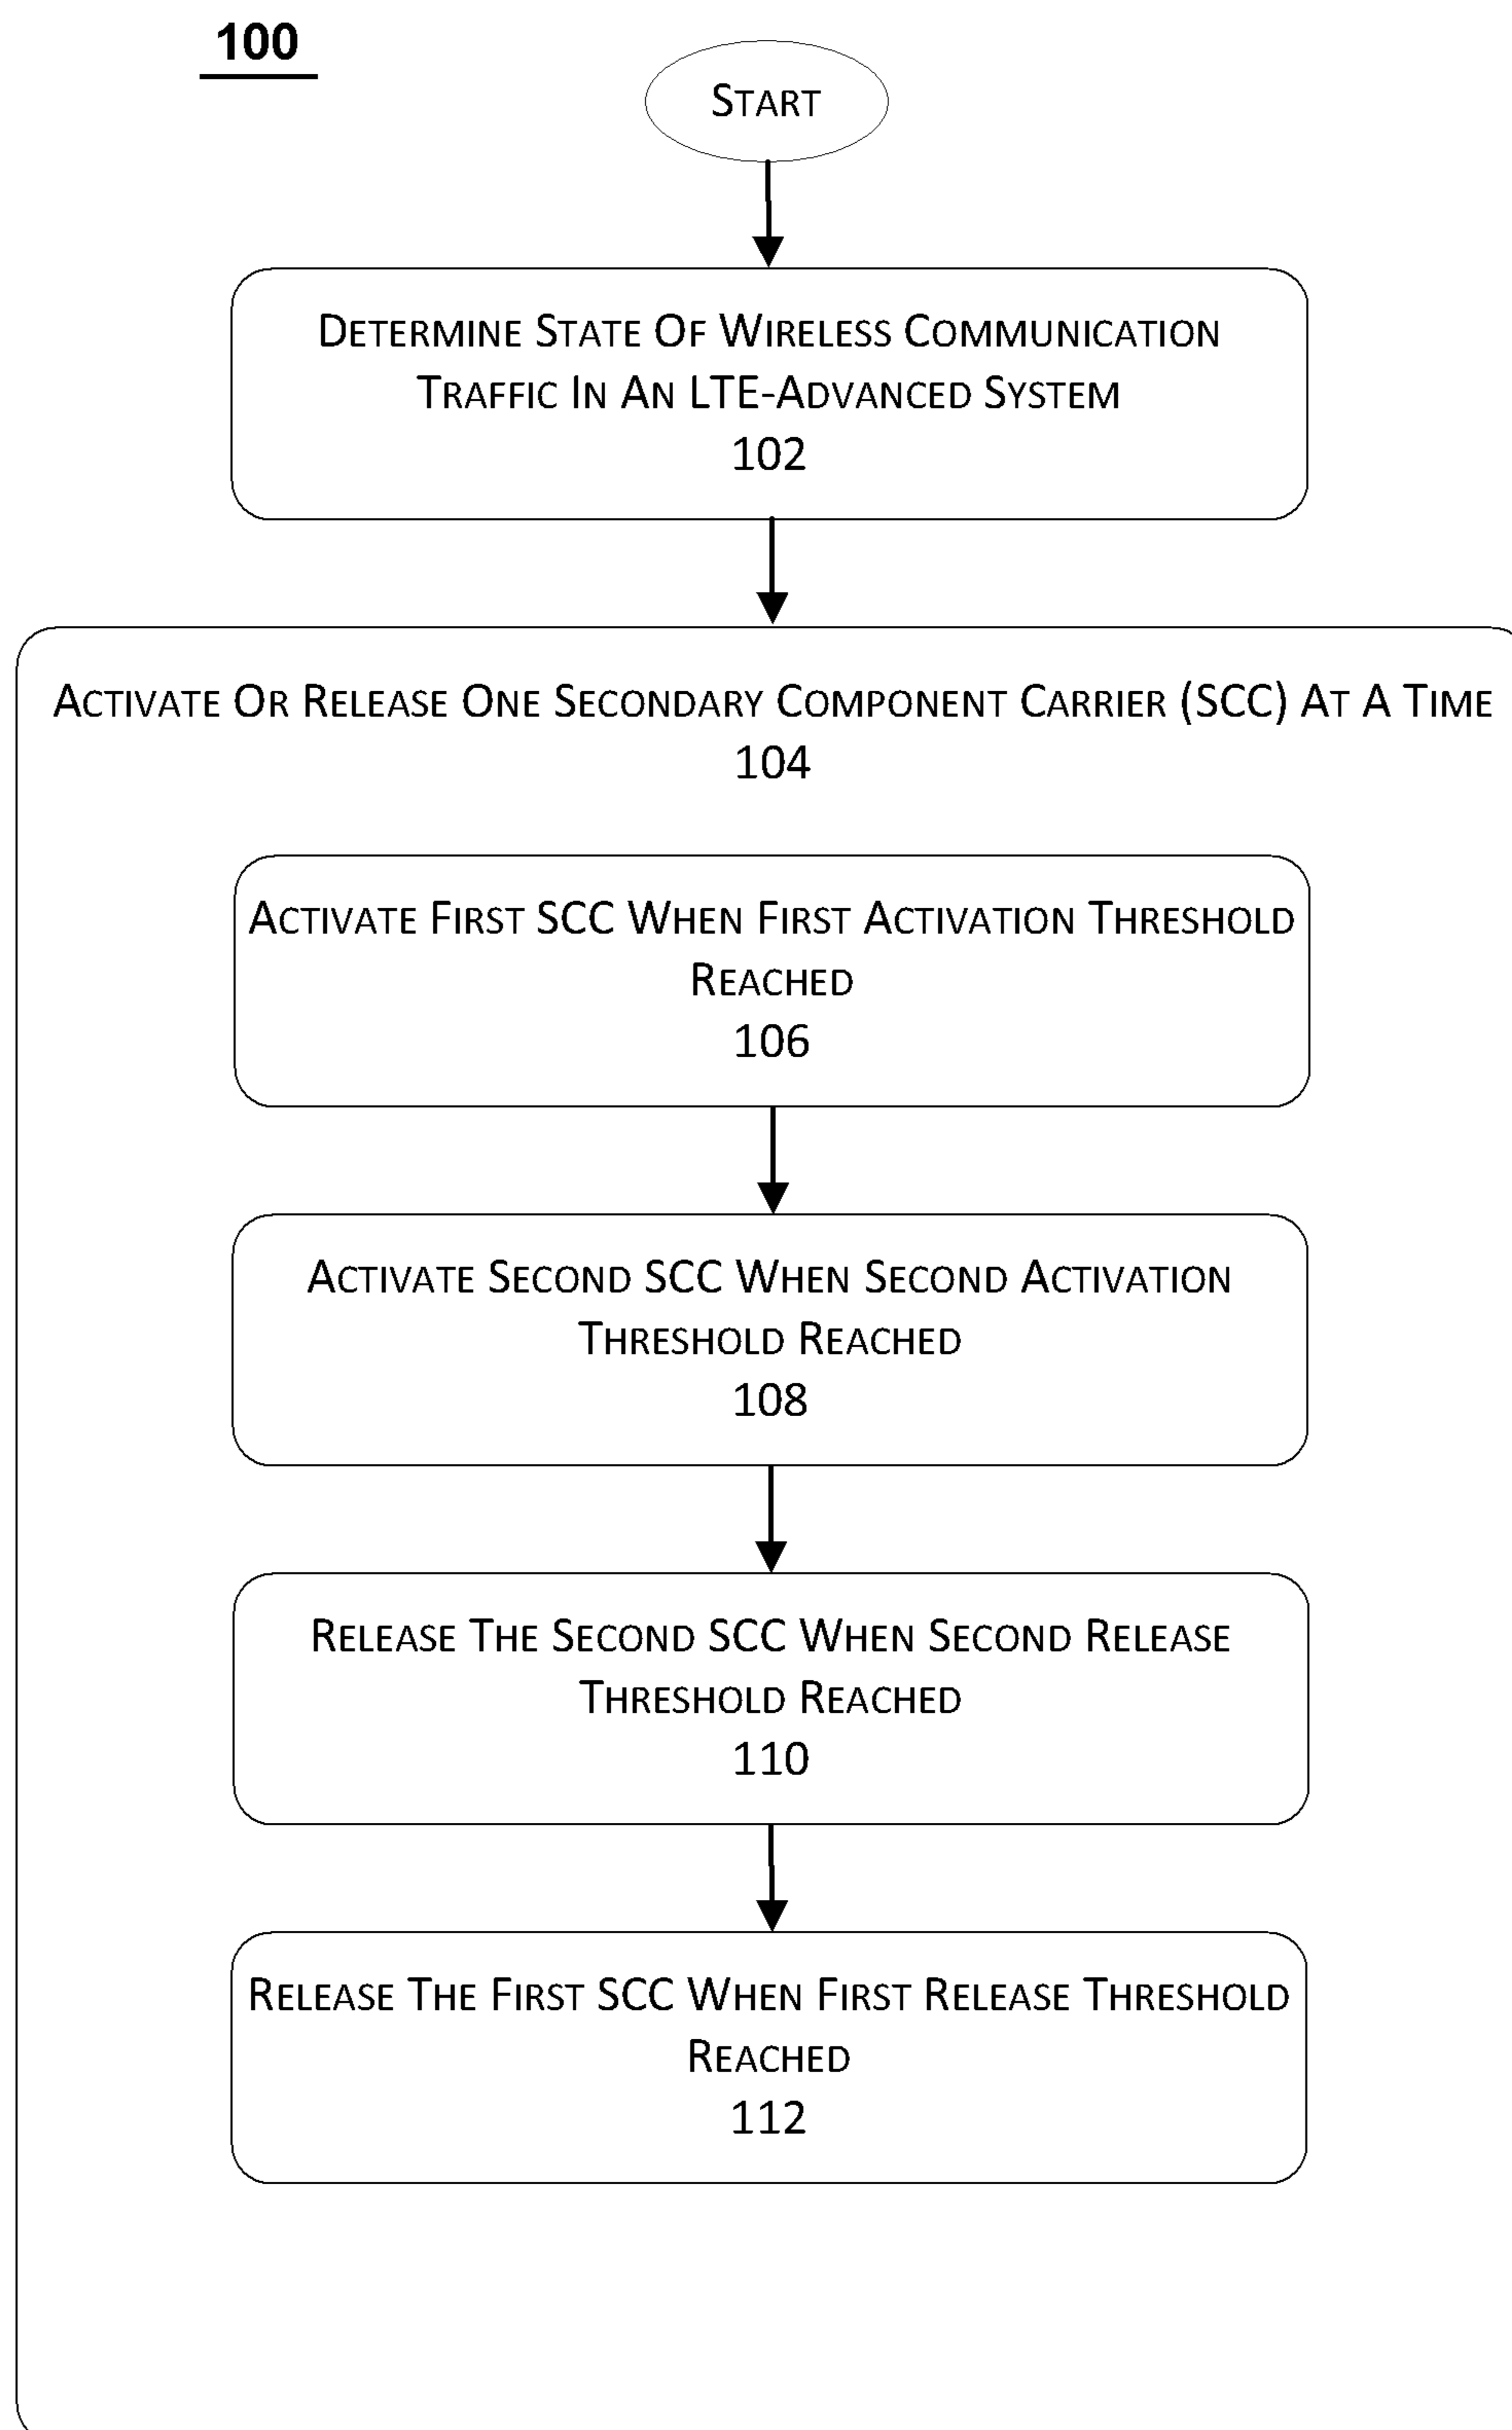 100
START
DETERMINE STATE OF WIRELESS COMMUNICATION
TRAFFIC IN AN LTE-ADVANCED SYSTEM
102
ACTIVATE OR RELEASE ONE SECONDARY COMPONENT CARRIER (SCC) AT A TIME
104
ACTIVATE FIRST SCC WHEN FIRST ACTIVATION THRESHOLD
REACHED
106
ACTIVATE SECOND SCC WHEN SECOND ACTIVATION
THRESHOLD REACHED
108
RELEASE THE SECOND SCC WHEN SECOND RELEASE
THRESHOLD REACHED
110
RELEASE THE FIRST SCC WHEN FIRST RELEASE THRESHOLD
REACHED
112